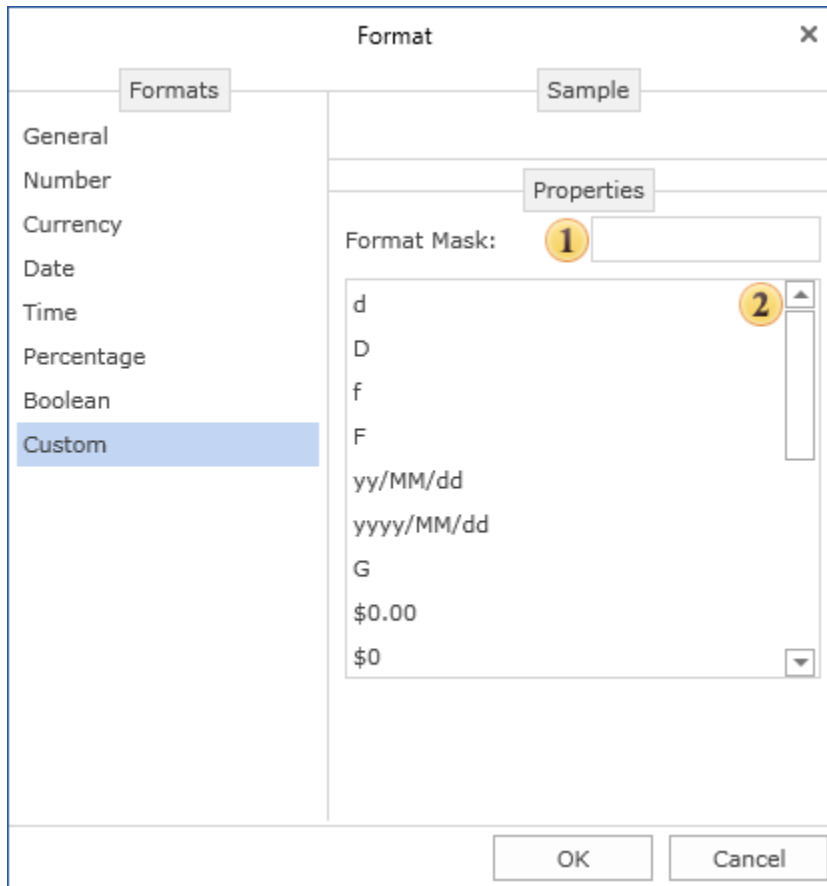 Format
Formats
General
Number
Currency
Date
Time
Percentage
Boolean
Custom
Sample
Properties
Format Mask: 1
2
d
D
f
F
yy/MM/dd
yyyy/MM/dd
G
$0.00
$0
OK
Cancel